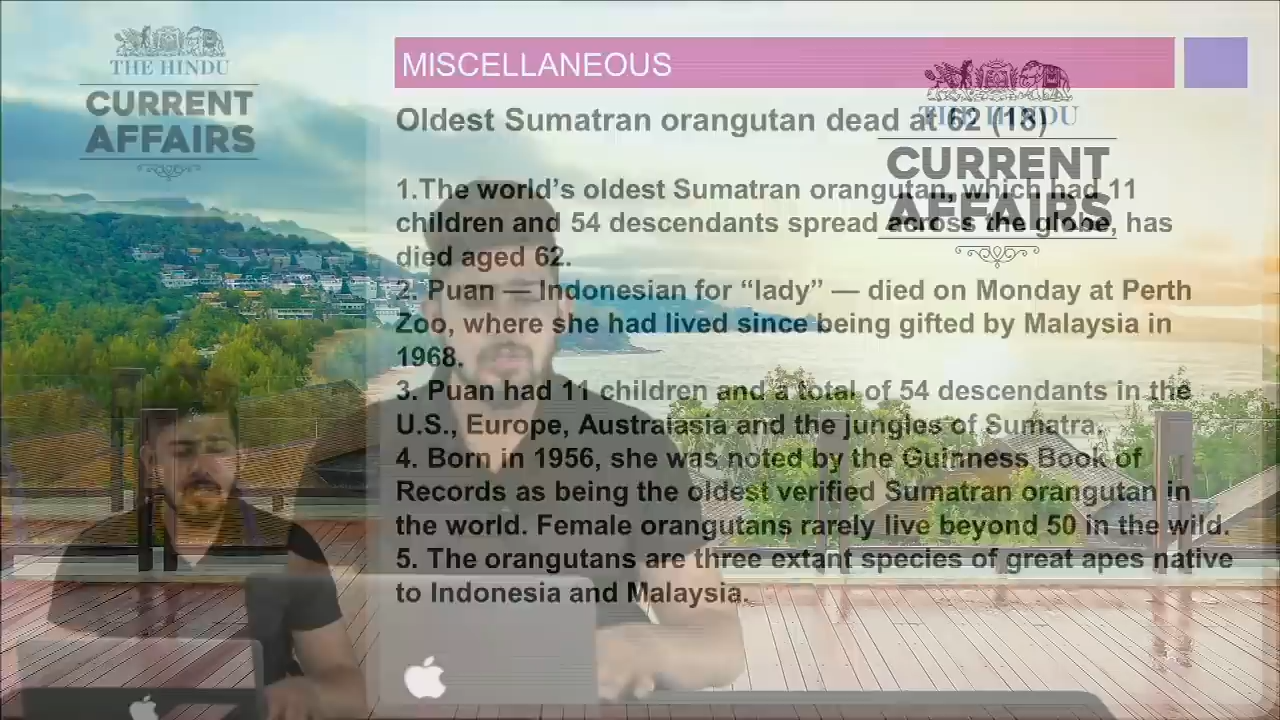 THE HINDU
CURRENT
AFFAIRS
MISCELLANEOUS
THE HINDU
CURRENT
AFFAIRS
Oldest Sumatran orangutan dead at 62 (18)
1.The world’s oldest Sumatran orangutan, which had 11
children and 54 descendants spread across the globe, has
died aged 62.
2. Puan — Indonesian for “lady” — died on Monday at Perth
Zoo, where she had lived since being gifted by Malaysia in
1968.
3. Puan had 11 children and a total of 54 descendants in the
U.S., Europe, Australasia and the jungles of Sumatra.
4. Born in 1956, she was noted by the Guinness Book of
Records as being the oldest verified Sumatran orangutan in
the world. Female orangutans rarely live beyond 50 in the wild.
5. The orangutans are three extant species of great apes native
to Indonesia and Malaysia.